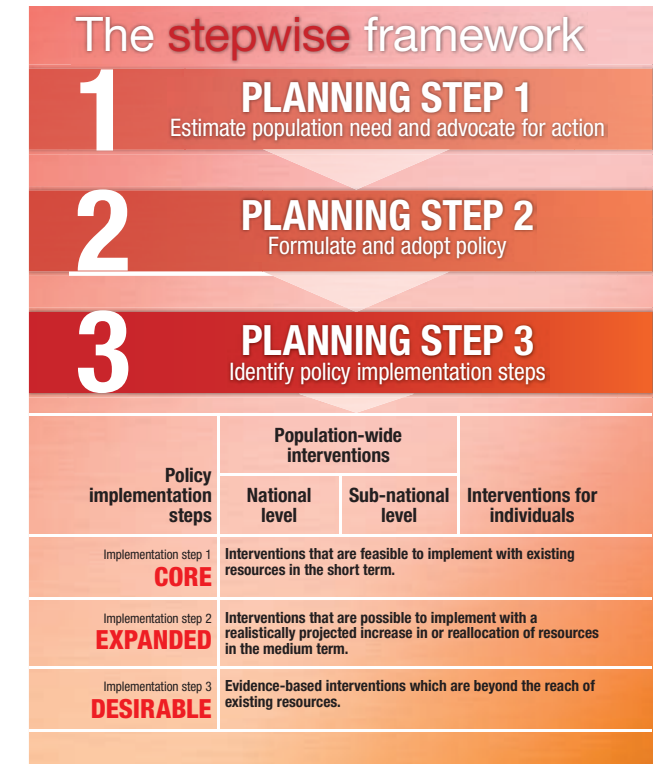 The stepwise framework
1
PLANNING STEP 1
Estimate population need and advocate for action
2
PLANNING STEP 2
Formulate and adopt policy
3
PLANNING STEP 3
Identify policy implementation steps
Policy
implementation
steps
Population-wide
interventions
National
level
Sub-national
level
Interventions for
individuals
Implementation step 1
CORE
Interventions that are feasible to implement with existing
resources in the short term.
Implementation step 2
EXPANDED
Interventions that are possible to implement with a
realistically projected increase in or reallocation of resources
in the medium term.
Implementation step 3
DESIRABLE
Evidence-based interventions which are beyond the reach of
existing resources.